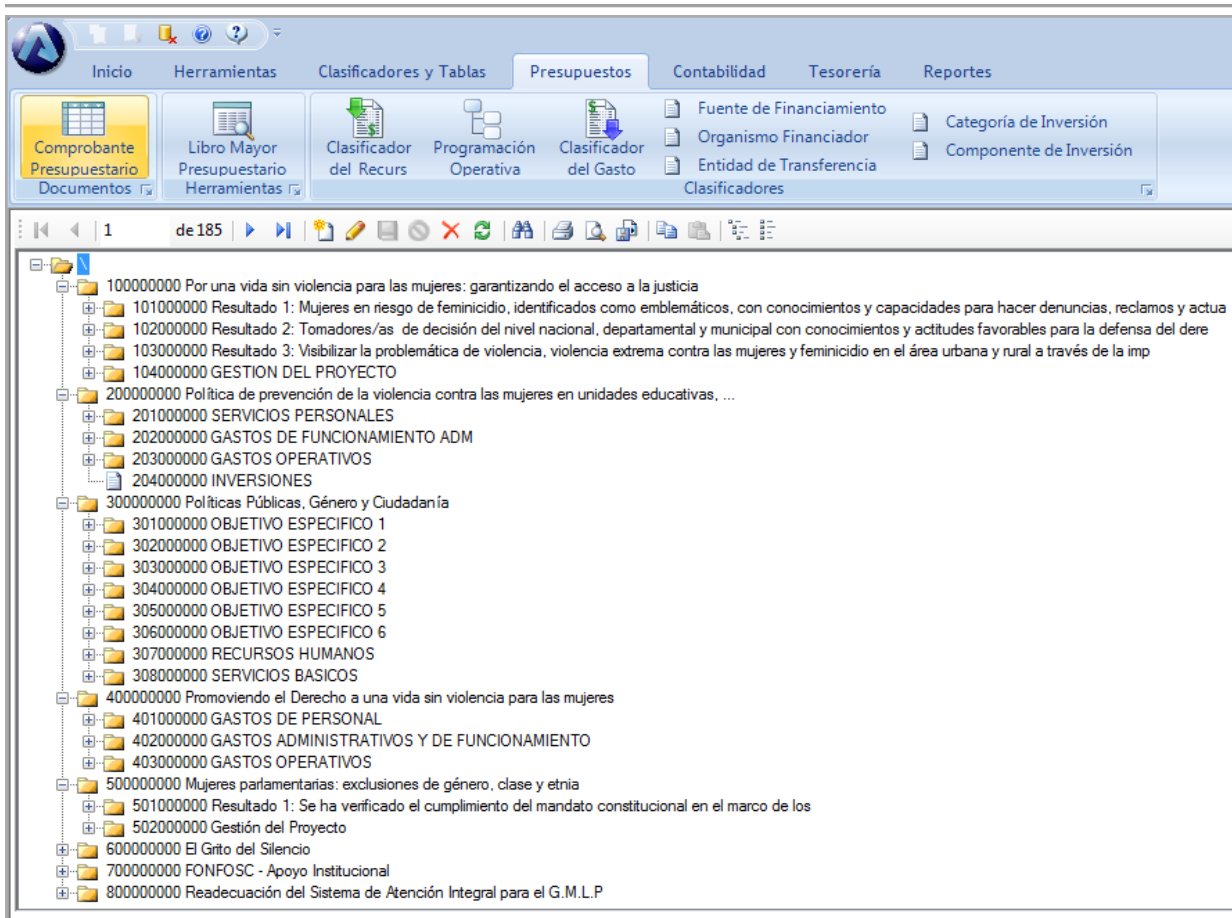 Inicio Herramientas Clasificadores y Tablas Presupuestos Contabilidad Tesorería Reportes
Comprobante Presupuestario
Documentos
Libro Mayor Presupuestario
Herramientas
Clasificador del Recurs
Programación Operativa
Clasificador del Gasto
Fuente de Financiamiento
Organismo Financiador
Entidad de Transferencia
Categoría de Inversión
Componente de Inversión
Clasificadores
1 de 185
\
100000000 Por una vida sin violencia para las mujeres: garantizando el acceso a la justicia
101000000 Resultado 1: Mujeres en riesgo de feminicidio, identificados como emblemáticos, con conocimientos y capacidades para hacer denuncias, reclamos y actua
102000000 Resultado 2: Tomadores/as de decisión del nivel nacional, departamental y municipal con conocimientos y actitudes favorables para la defensa del dere
103000000 Resultado 3: Visibilizar la problemática de violencia, violencia extrema contra las mujeres y feminicidio en el área urbana y rural a través de la imp
104000000 GESTION DEL PROYECTO
200000000 Política de prevención de la violencia contra las mujeres en unidades educativas, ...
201000000 SERVICIOS PERSONALES
202000000 GASTOS DE FUNCIONAMIENTO ADM
203000000 GASTOS OPERATIVOS
204000000 INVERSIONES
300000000 Políticas Públicas, Género y Ciudadanía
301000000 OBJETIVO ESPECIFICO 1
302000000 OBJETIVO ESPECIFICO 2
303000000 OBJETIVO ESPECIFICO 3
304000000 OBJETIVO ESPECIFICO 4
305000000 OBJETIVO ESPECIFICO 5
306000000 OBJETIVO ESPECIFICO 6
307000000 RECURSOS HUMANOS
308000000 SERVICIOS BASICOS
400000000 Promoviendo el Derecho a una vida sin violencia para las mujeres
401000000 GASTOS DE PERSONAL
402000000 GASTOS ADMINISTRATIVOS Y DE FUNCIONAMIENTO
403000000 GASTOS OPERATIVOS
500000000 Mujeres parlamentarias: exclusiones de género, clase y etnia
501000000 Resultado 1: Se ha verificado el cumplimiento del mandato constitucional en el marco de los
502000000 Gestión del Proyecto
600000000 El Grito del Silencio
700000000 FONFOSC - Apoyo Institucional
800000000 Readecuación del Sistema de Atención Integral para el G.M.L.P